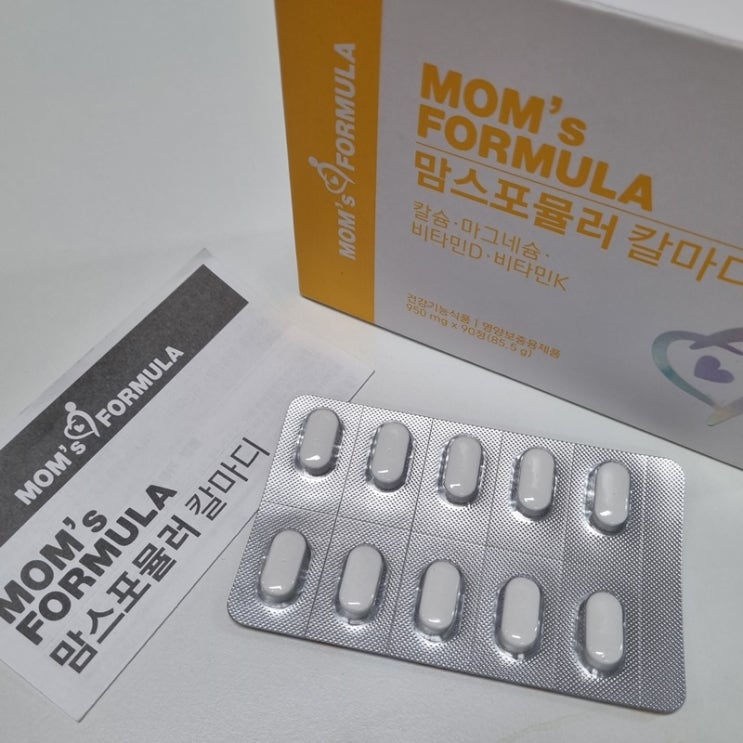 MOM's FORMULA
MOM's
FORMULA
맘스포뮬러 칼마디
칼슘·마그네슘·
비타민D·비타민K
건강기능식품 | 영양보충용제품
950 mg x 90정(85.5 g)
MOM's FORMULA
MOM's
FORMULA
맘스포뮬러 칼마디